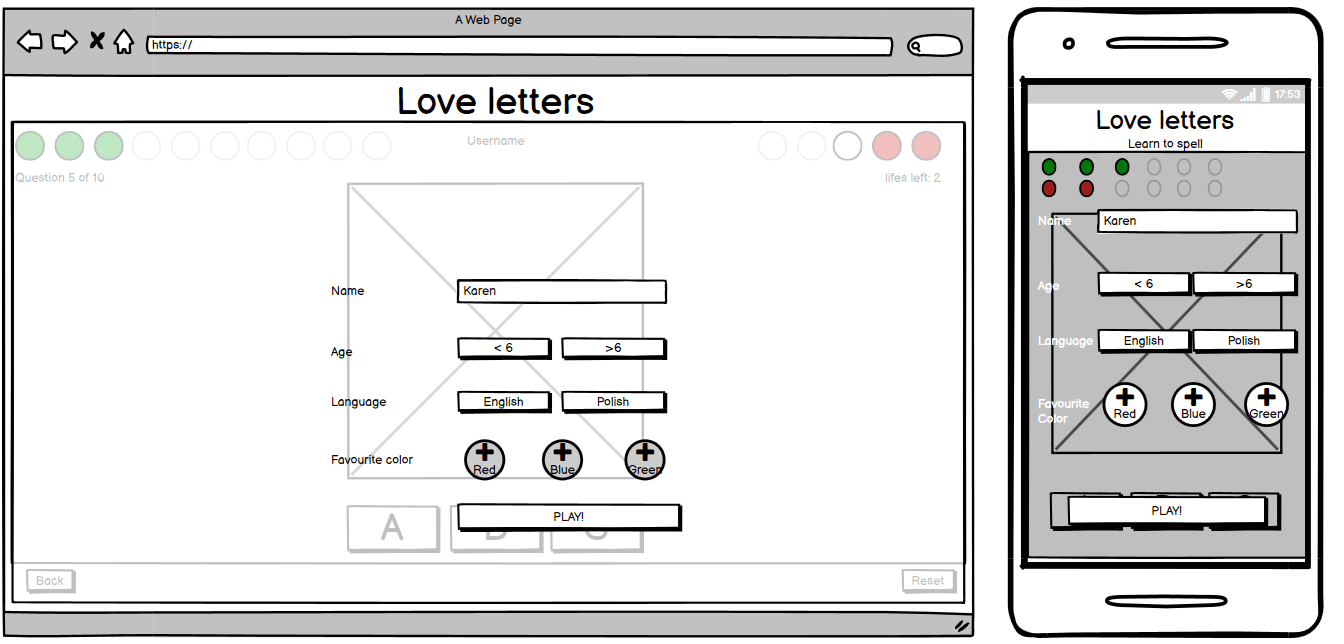 A Web Page
https://
Love letters
Username
Question 5 of 10
lifes left: 2
Name
Karen
Age
< 6
>6
Language
English
Polish
Favourite color
Red
Blue
Green
A
PLAY!
Back
Reset
17:53
Love letters
Learn to spell
Name
Karen
Age
< 6
>6
Language
English
Polish
Favourite
Color
Red
Blue
Green
PLAY!